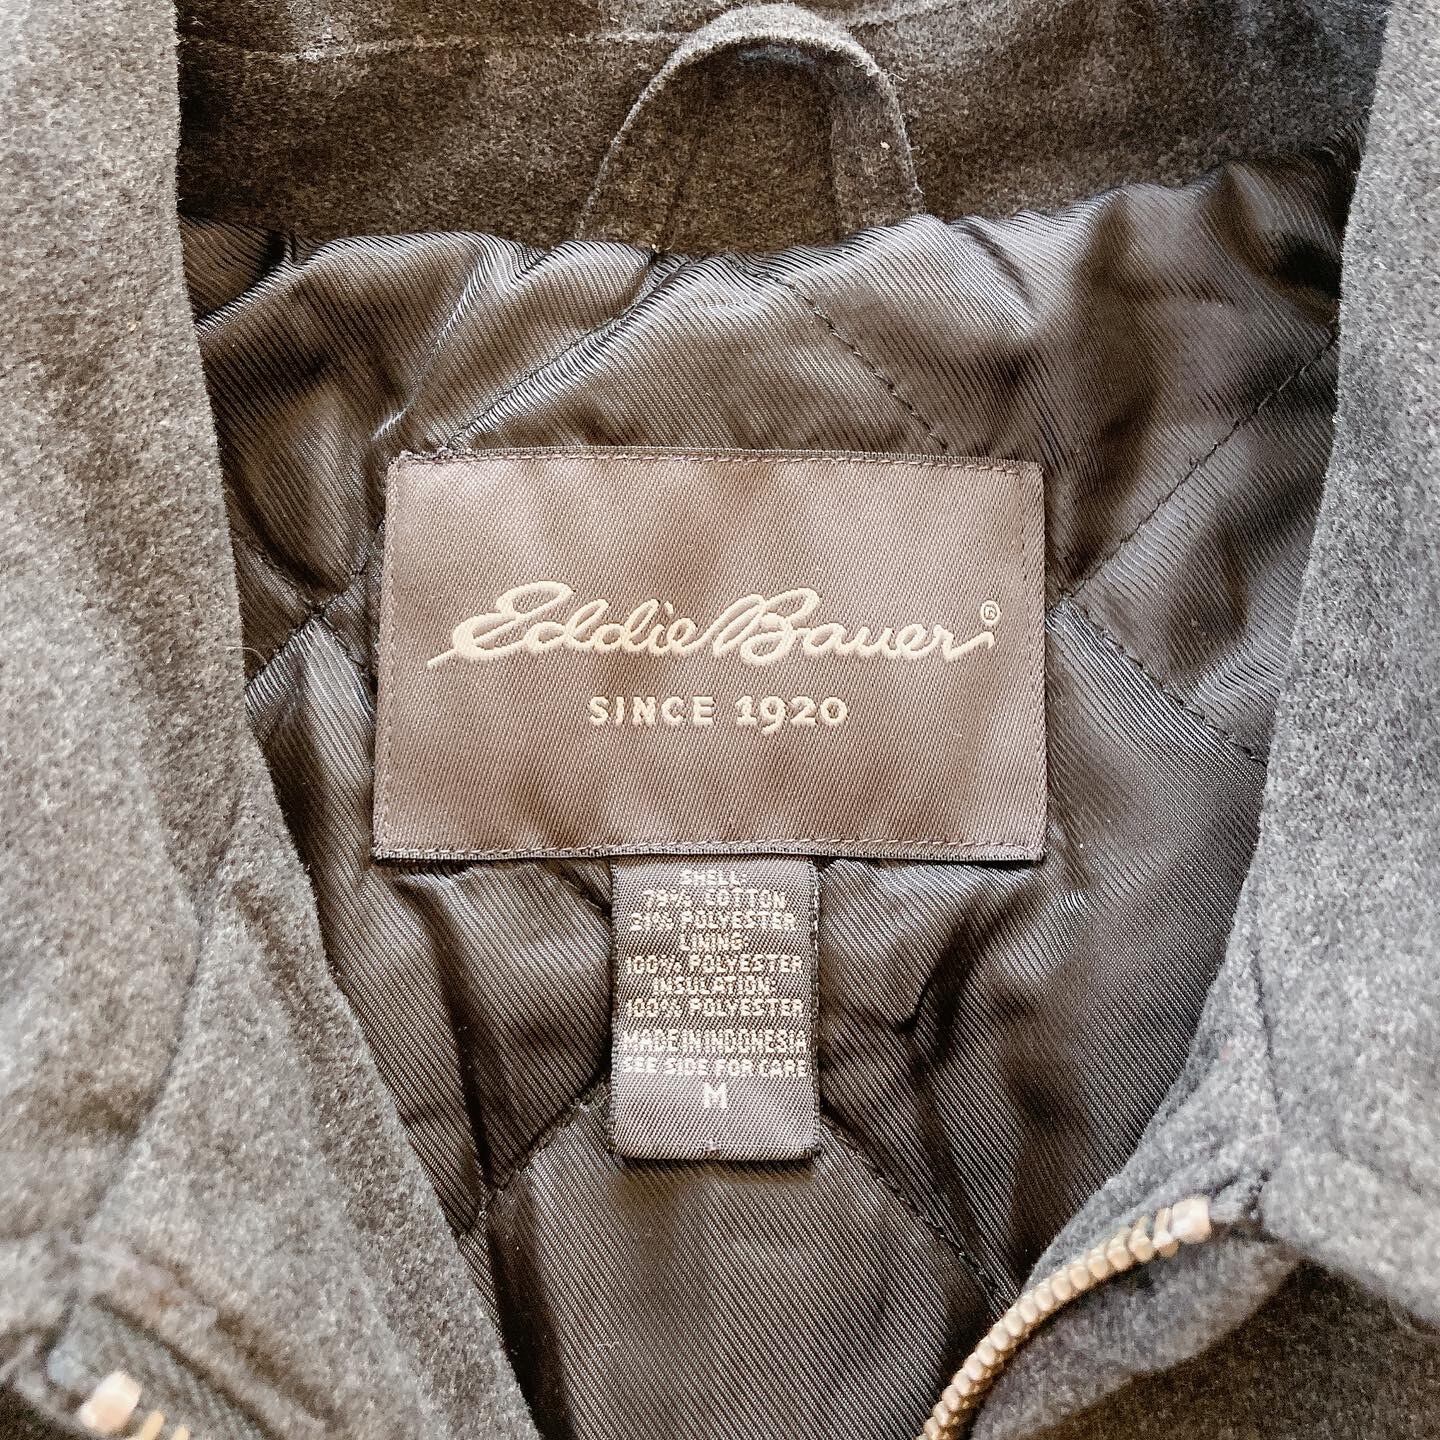 Eddie Bauer ®
SINCE 1920
SHELL:
79% COTTON
21% POLYESTER
LINING:
100% POLYESTER
INSULATION:
100% POLYESTER
MADE IN INDONESIA
SEE SIDE FOR CARE
M